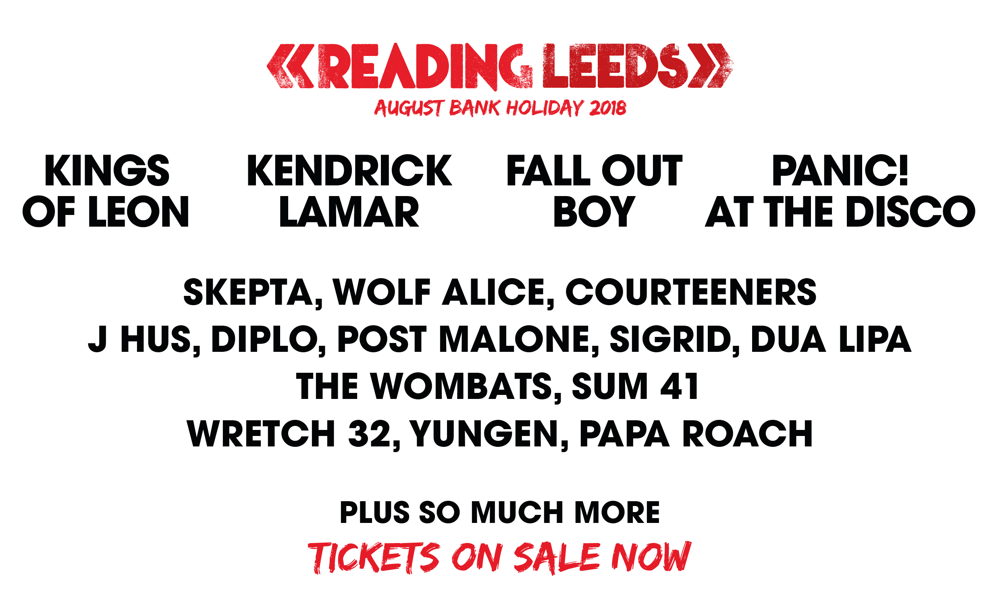 READING LEEDS
AUGUST BANK HOLIDAY 2018
KINGS OF LEON
KENDRICK LAMAR
FALL OUT BOY
PANIC! AT THE DISCO
SKEPTA, WOLF ALICE, COURTEENERS
J HUS, DIPLO, POST MALONE, SIGRID, DUA LIPA
THE WOMBATS, SUM 41
WRETCH 32, YUNGEN, PAPA ROACH
PLUS SO MUCH MORE
TICKETS ON SALE NOW